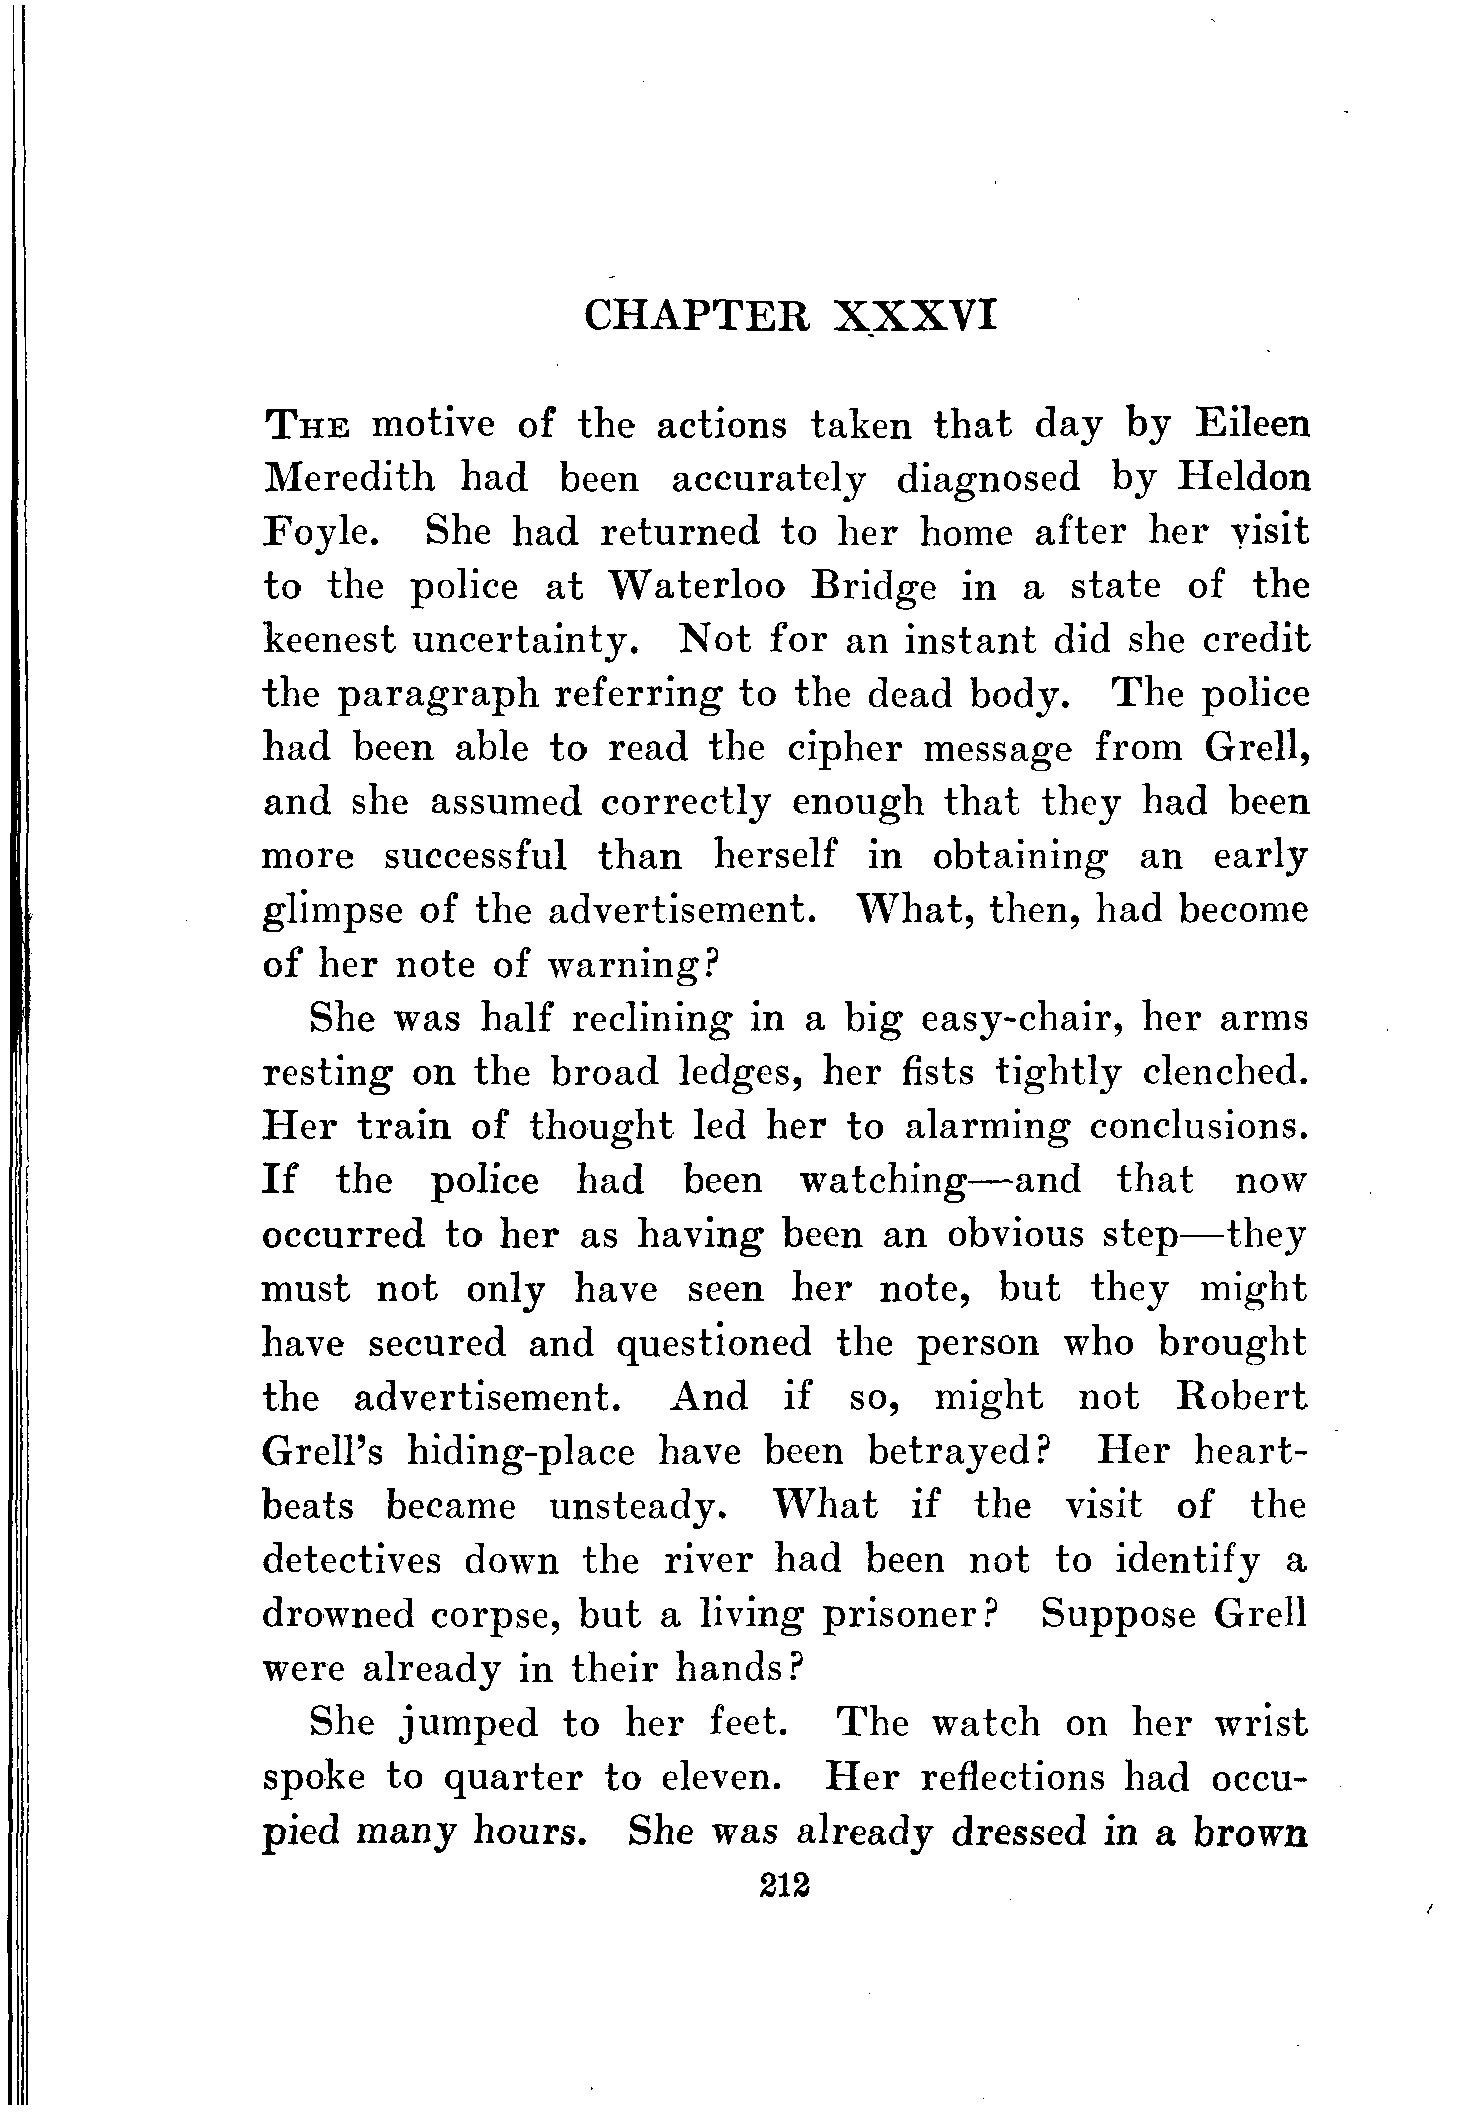 CHAPTER XXXVI
THE motive of the actions taken that day by Eileen
Meredith had been accurately diagnosed by Heldon
Foyle. She had returned to her home after her visit
to the police at Waterloo Bridge in a state of the
keenest uncertainty. Not for an instant did she credit
the paragraph referring to the dead body. The police
had been able to read the cipher message from Grell,
and she assumed correctly enough that they had been
more successful than herself in obtaining an early
glimpse of the advertisement. What, then, had become
of her note of warning?
She was half reclining in a big easy-chair, her arms
resting on the broad ledges, her fists tightly clenched.
Her train of thought led her to alarming conclusions.
If the police had been watching—and that now
occurred to her as having been an obvious step—they
must not only have seen her note, but they might
have secured and questioned the person who brought
the advertisement. And if so, might not Robert
Grell's hiding-place have been betrayed? Her heart-
beats became unsteady. What if the visit of the
detectives down the river had been not to identify a
drowned corpse, but a living prisoner? Suppose Grell
were already in their hands?
She jumped to her feet. The watch on her wrist
spoke to quarter to eleven. Her reflections had occu-
pied many hours. She was already dressed in a brown
212